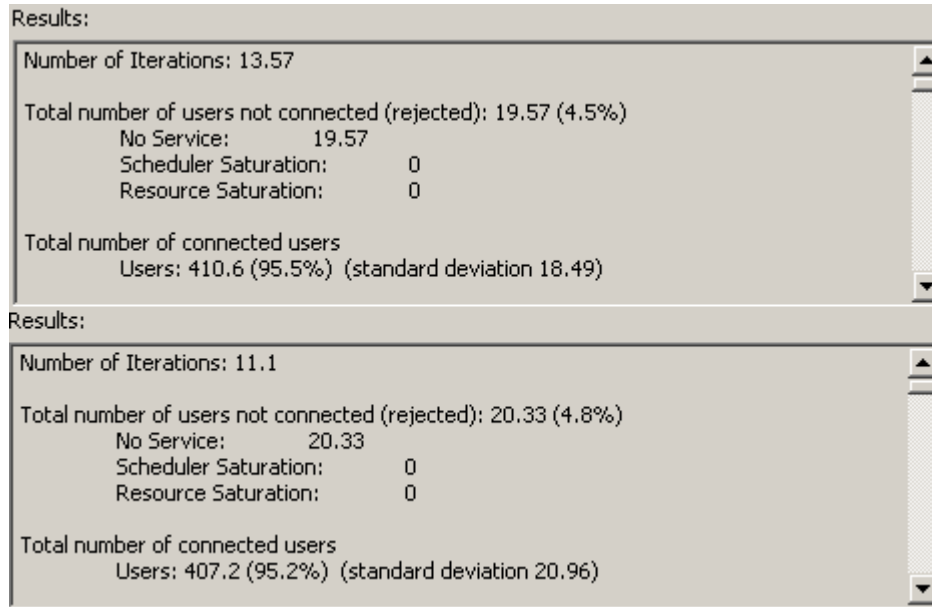 Results:
Number of Iterations: 13.57
Total number of users not connected (rejected): 19.57 (4.5%)
No Service: 19.57
Scheduler Saturation: 0
Resource Saturation: 0
Total number of connected users
Users: 410.6 (95.5%) (standard deviation 18.49)
Results:
Number of Iterations: 11.1
Total number of users not connected (rejected): 20.33 (4.8%)
No Service: 20.33
Scheduler Saturation: 0
Resource Saturation: 0
Total number of connected users
Users: 407.2 (95.2%) (standard deviation 20.96)